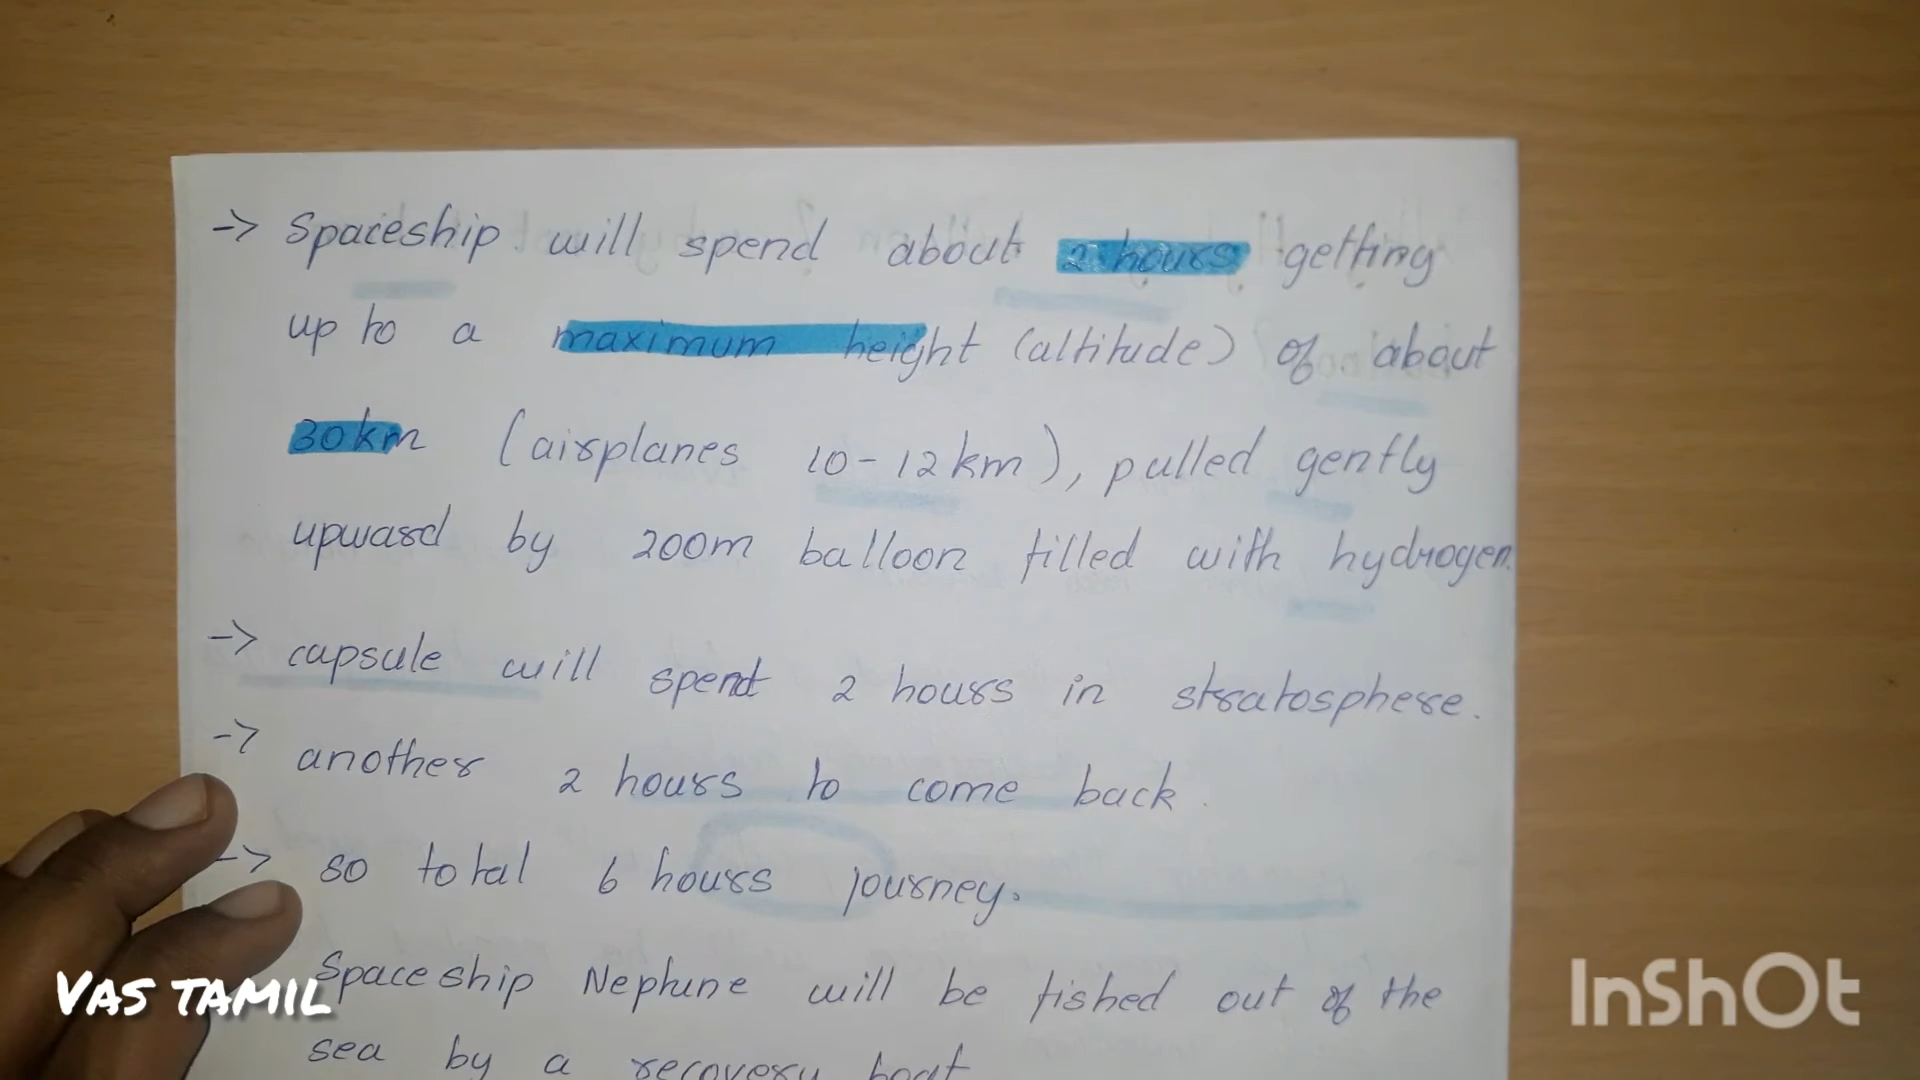 -> Spaceship will spend about 2 hours getting
up to a maximum height (altitude) of about
30km (airplanes 10-12km), pulled gently
upward by 200m balloon filled with hydrogen.
-> capsule will spent 2 hours in stratosphere.
-> another 2 hours to come back.
-> so total 6 hours journey.
Spaceship Neptune will be fished out of the
sea by a recovery boat
VAS TAMIL
InShOt